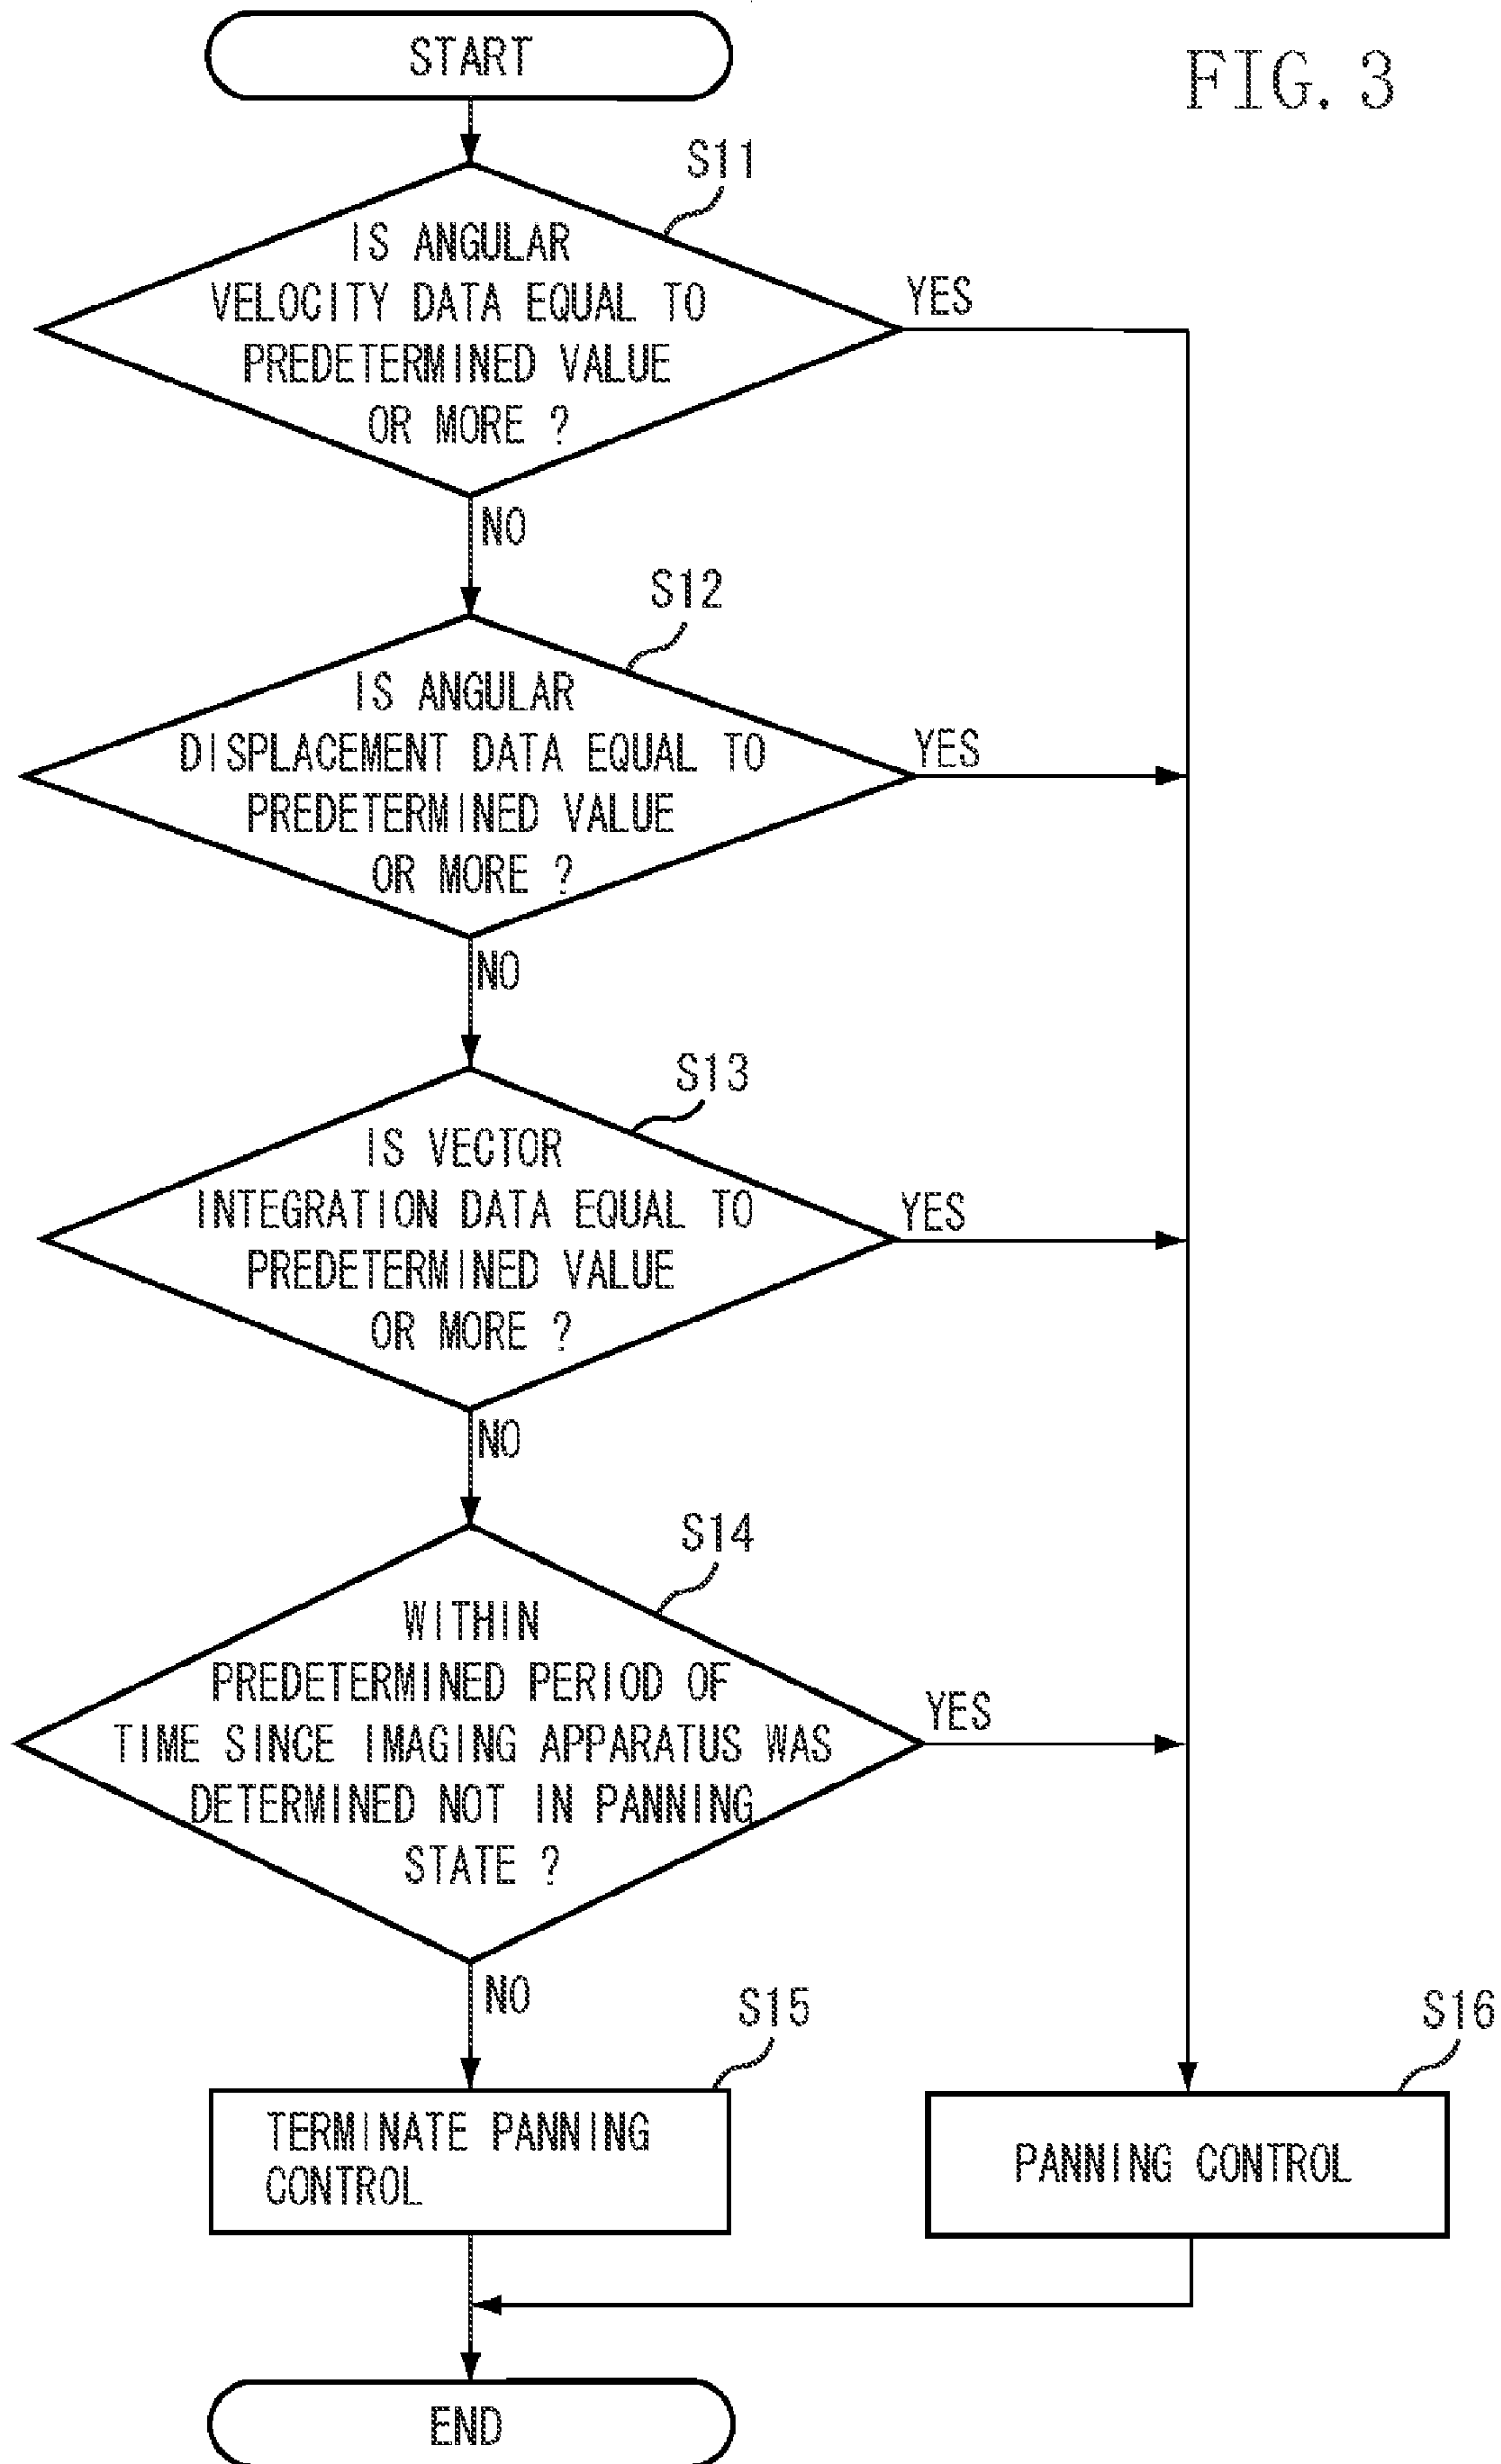 START
FIG. 3
S11
IS ANGULAR
VELOCITY DATA EQUAL TO
PREDETERMINED VALUE
OR MORE ?
YES
NO
S12
IS ANGULAR
DISPLACEMENT DATA EQUAL TO
PREDETERMINED VALUE
OR MORE ?
YES
NO
S13
IS VECTOR
INTEGRATION DATA EQUAL TO
PREDETERMINED VALUE
OR MORE ?
YES
NO
S14
WITHIN
PREDETERMINED PERIOD OF
TIME SINCE IMAGING APPARATUS WAS
DETERMINED NOT IN PANNING
STATE ?
YES
NO
S15
TERMINATE PANNING
CONTROL
S16
PANNING CONTROL
END